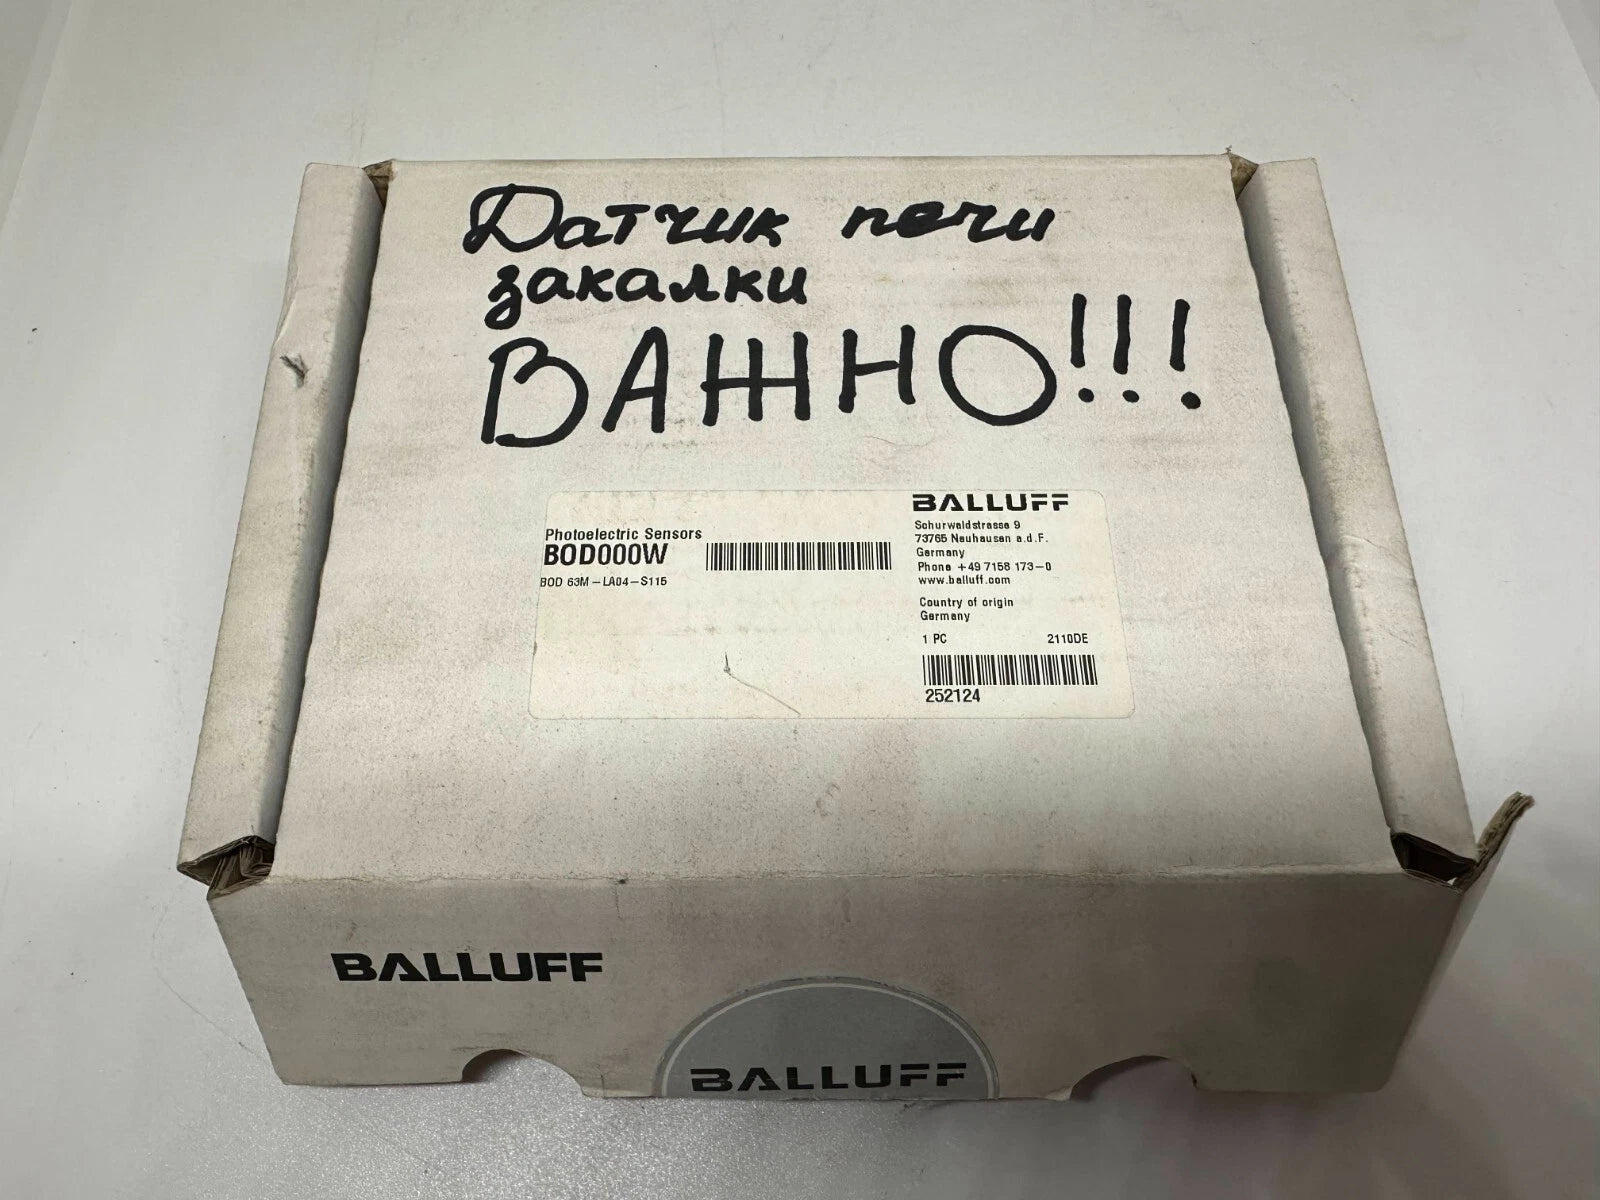 Датчик печи
закалки
ВАЖНО!!!
BALLUFF
Photoelectric Sensors
BOD000W
BOD 63M-LA04-S115
Schurwaldstrasse 9
73765 Neuhausen a.d.F.
Germany
Phone +49 7158 173-0
www.balluff.com
Country of origin
Germany
1 PC 2110DE
252124
BALLUFF
BALLUFF